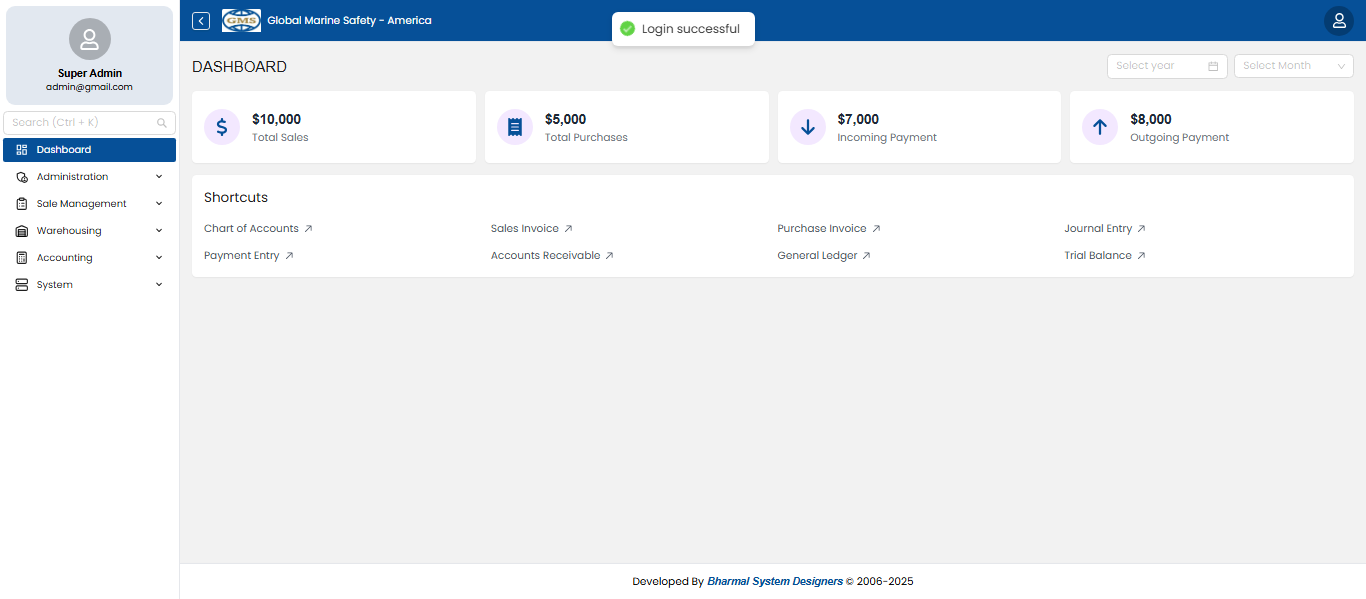 Super Admin
admin@gmail.com
Search (Ctrl + K)
Dashboard
Administration
Sale Management
Warehousing
Accounting
System
GMS
Global Marine Safety - America
Login successful
DASHBOARD
Select year
Select Month
$10,000
Total Sales
$5,000
Total Purchases
$7,000
Incoming Payment
$8,000
Outgoing Payment
Shortcuts
Chart of Accounts
Sales Invoice
Purchase Invoice
Journal Entry
Payment Entry
Accounts Receivable
General Ledger
Trial Balance
Developed By Bharmal System Designers © 2006-2025